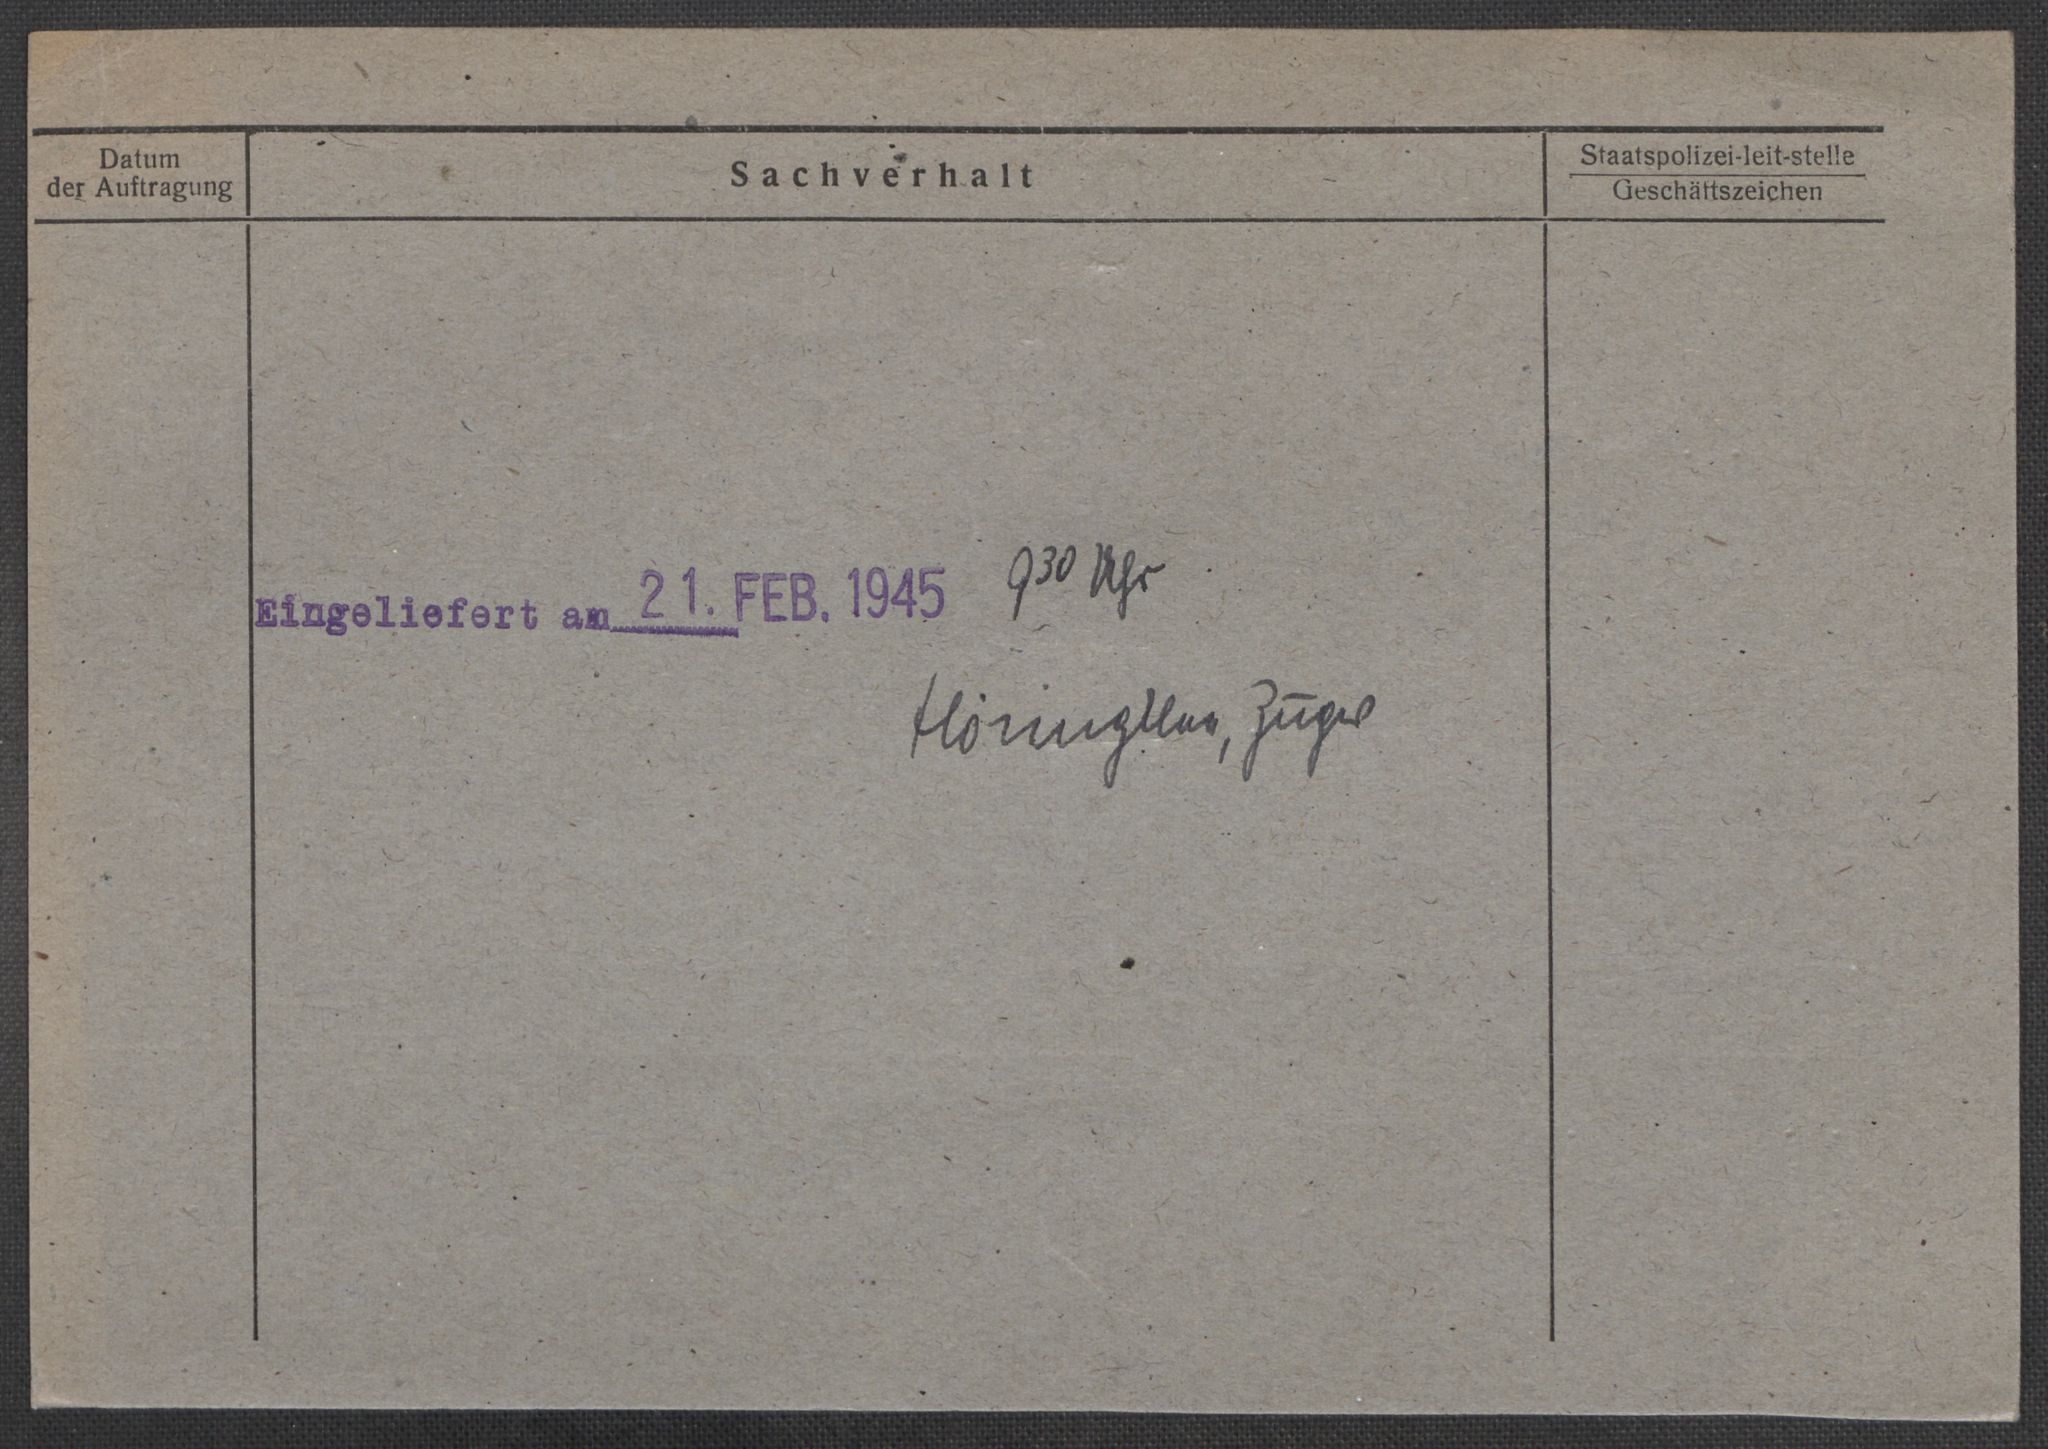 Datum
der Auftragung
Sachverhalt
Staatspolizei-leit-stelle
Geschäftszeichen
Eingeliefert am 21. FEB. 1945 9³⁰ Uhr